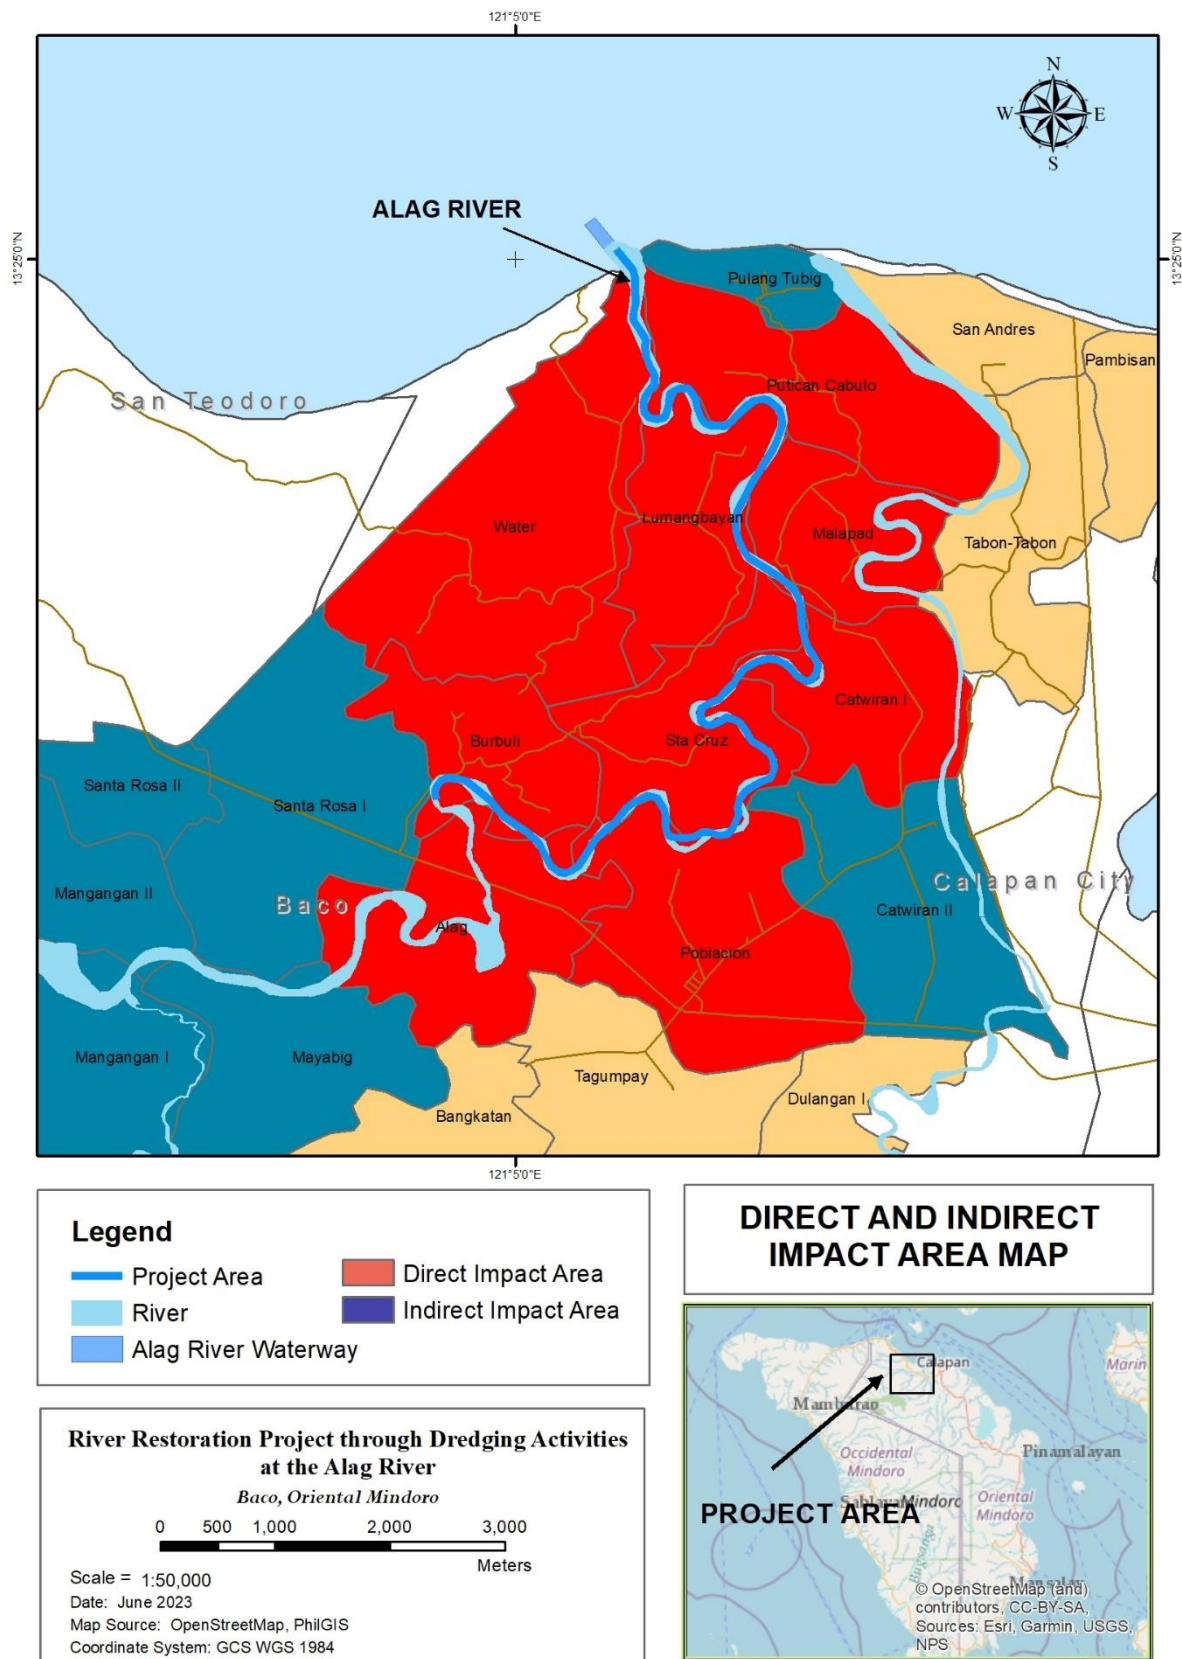 121°5'0"E
N
W
E
S
13°25'0"N
13°25'0"N
ALAG RIVER
Pulang Tubig
San Andres
Pambisan
Putican Cabulo
San Teodoro
Water
Lumangbayan
Malapad
Tabon-Tabon
Catwiran I
Burbuli
Sta Cruz
Santa Rosa II
Santa Rosa I
Mangangan II
Baco
Calapan City
Catwiran II
Alag
Poblacion
Mangangan I
Mayabig
Tagumpay
Dulangan I
Bangkatan
121°5'0"E
Legend
Project Area
River
Alag River Waterway
Direct Impact Area
Indirect Impact Area
DIRECT AND INDIRECT
IMPACT AREA MAP
River Restoration Project through Dredging Activities
at the Alag River
Baco, Oriental Mindoro
0 500 1,000 2,000 3,000
Meters
Scale = 1:50,000
Date: June 2023
Map Source: OpenStreetMap, PhilGIS
Coordinate System: GCS WGS 1984
Calapan
Marin
Mamburao
Pinamalayan
Occidental
Mindoro
Sablayan
Mindoro
Oriental
Mindoro
PROJECT AREA
Bugsanga
Mansalay
© OpenStreetMap (and)
contributors, CC-BY-SA,
Sources: Esri, Garmin, USGS,
NPS